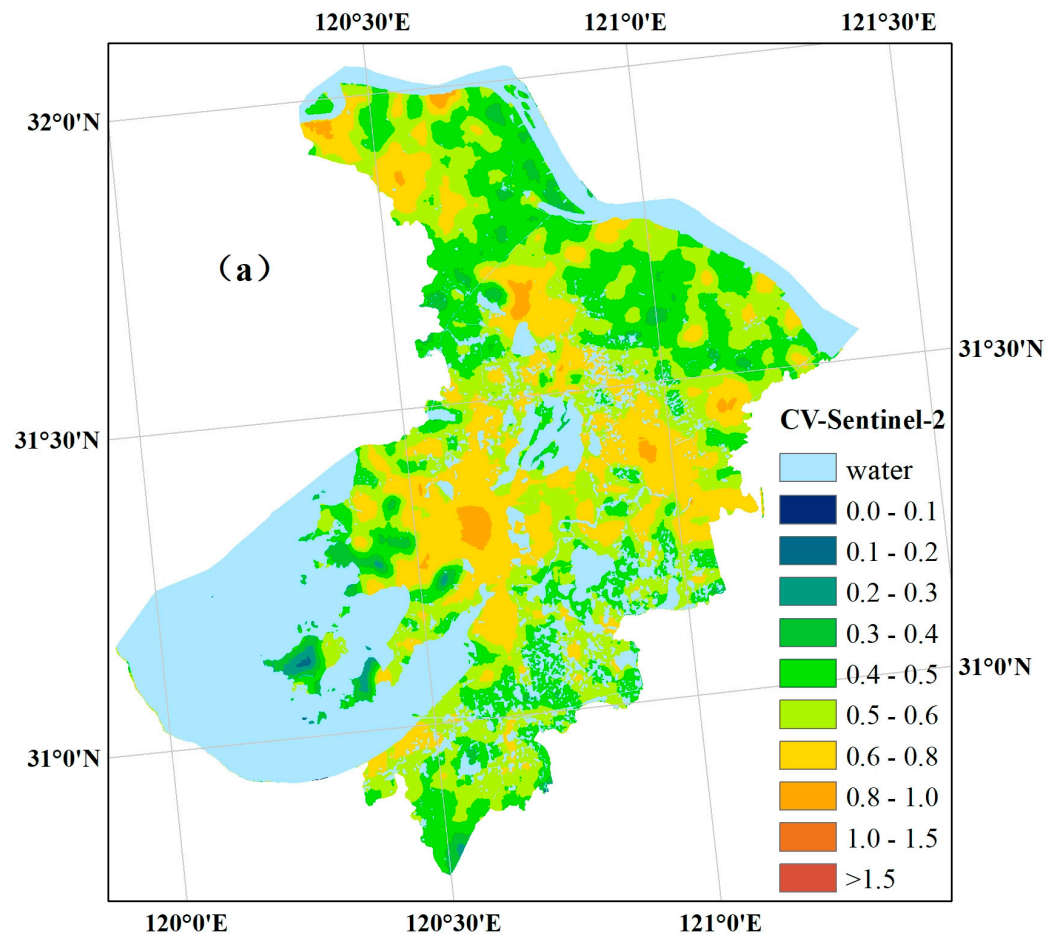 120°30'E 121°0'E 121°30'E
32°0'N
（a）
31°30'N
CV-Sentinel-2
31°30'N
water
0.0 - 0.1
0.1 - 0.2
0.2 - 0.3
0.3 - 0.4
0.4 - 0.5
31°0'N
0.5 - 0.6
31°0'N
0.6 - 0.8
0.8 - 1.0
1.0 - 1.5
>1.5
120°0'E 120°30'E 121°0'E